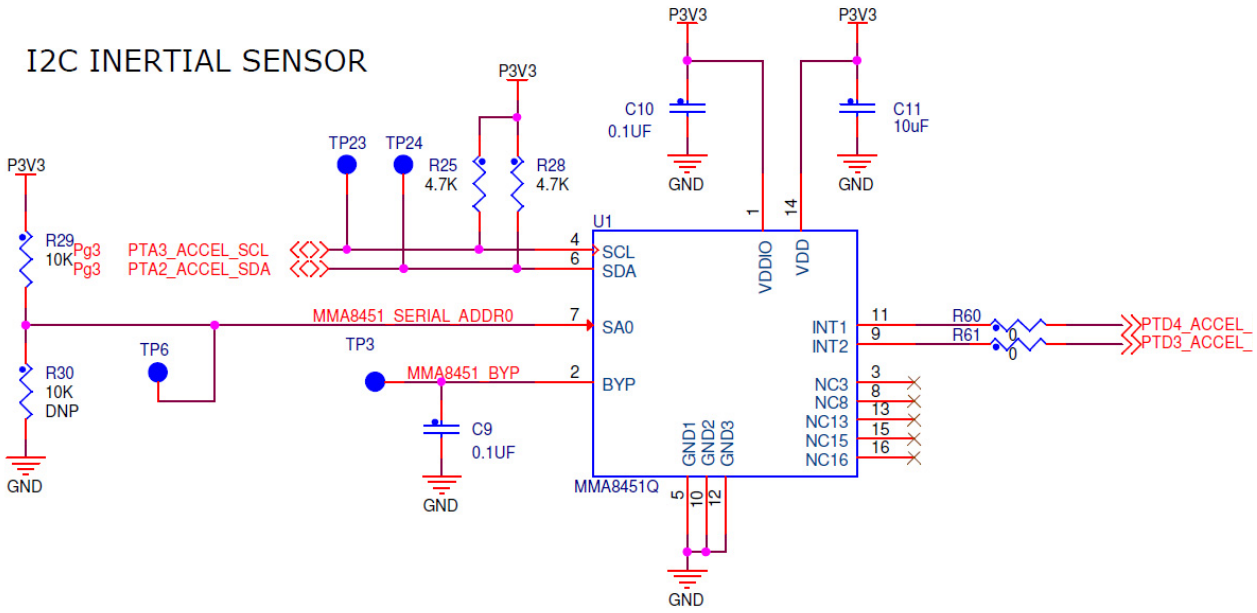 I2C INERTIAL SENSOR
P3V3
P3V3
P3V3
P3V3
C10
0.1UF
GND
C11
10uF
GND
TP23
TP24
R25
4.7K
R28
4.7K
R29
10K
Pg3 PTA3_ACCEL_SCL
Pg3 PTA2_ACCEL_SDA
U1
4 SCL
6 SDA
1 VDDIO
14 VDD
MMA8451_SERIAL_ADDR0 7 SA0
TP6
TP3
MMA8451_BYP 2 BYP
R30
10K
DNP
GND
C9
0.1UF
GND
INT1 11 R60 0 PTD4_ACCEL_
INT2 9 R61 0 PTD3_ACCEL_
NC3 3
NC8 8
NC13 13
NC15 15
NC16 16
GND1 5
GND2 10
GND3 12
MMA8451Q
GND